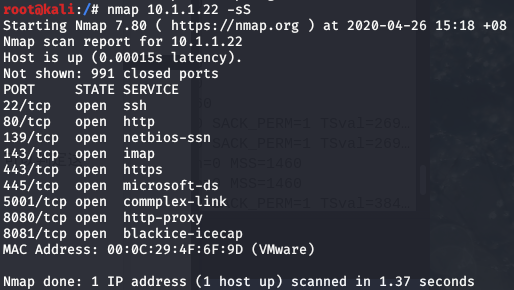 root@kali:/# nmap 10.1.1.22 -sS
Starting Nmap 7.80 ( https://nmap.org ) at 2020-04-26 15:18 +08
Nmap scan report for 10.1.1.22
Host is up (0.00015s latency).
Not shown: 991 closed ports
PORT     STATE SERVICE
22/tcp   open  ssh
80/tcp   open  http
139/tcp  open  netbios-ssn
143/tcp  open  imap
443/tcp  open  https
445/tcp  open  microsoft-ds
5001/tcp open  commplex-link
8080/tcp open  http-proxy
8081/tcp open  blackice-icecap
MAC Address: 00:0C:29:4F:6F:9D (VMware)
Nmap done: 1 IP address (1 host up) scanned in 1.37 seconds